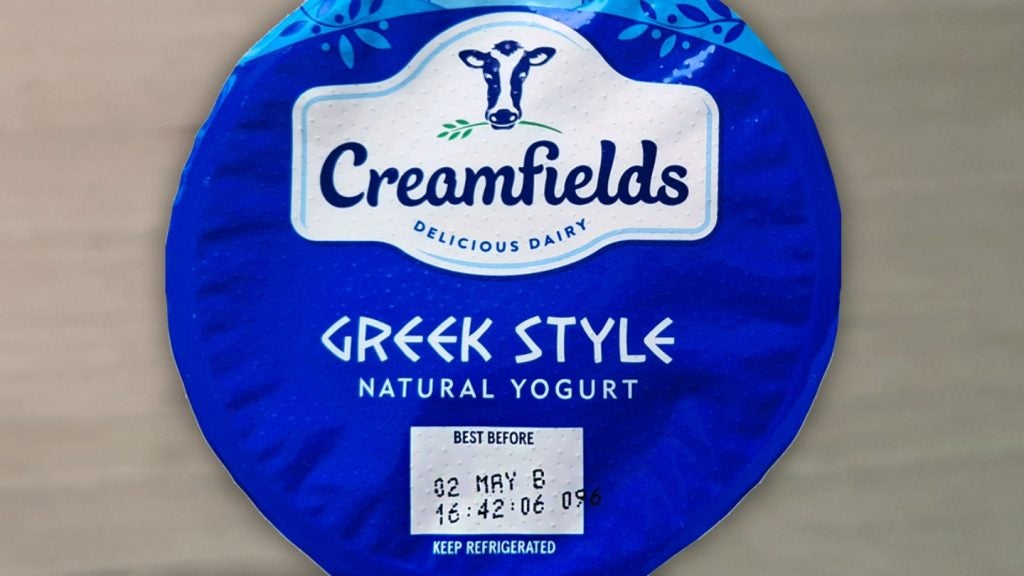 Creamfields
DELICIOUS DAIRY
GREEK STYLE
NATURAL YOGURT
BEST BEFORE
02 MAY B
16:42:06 096
KEEP REFRIGERATED